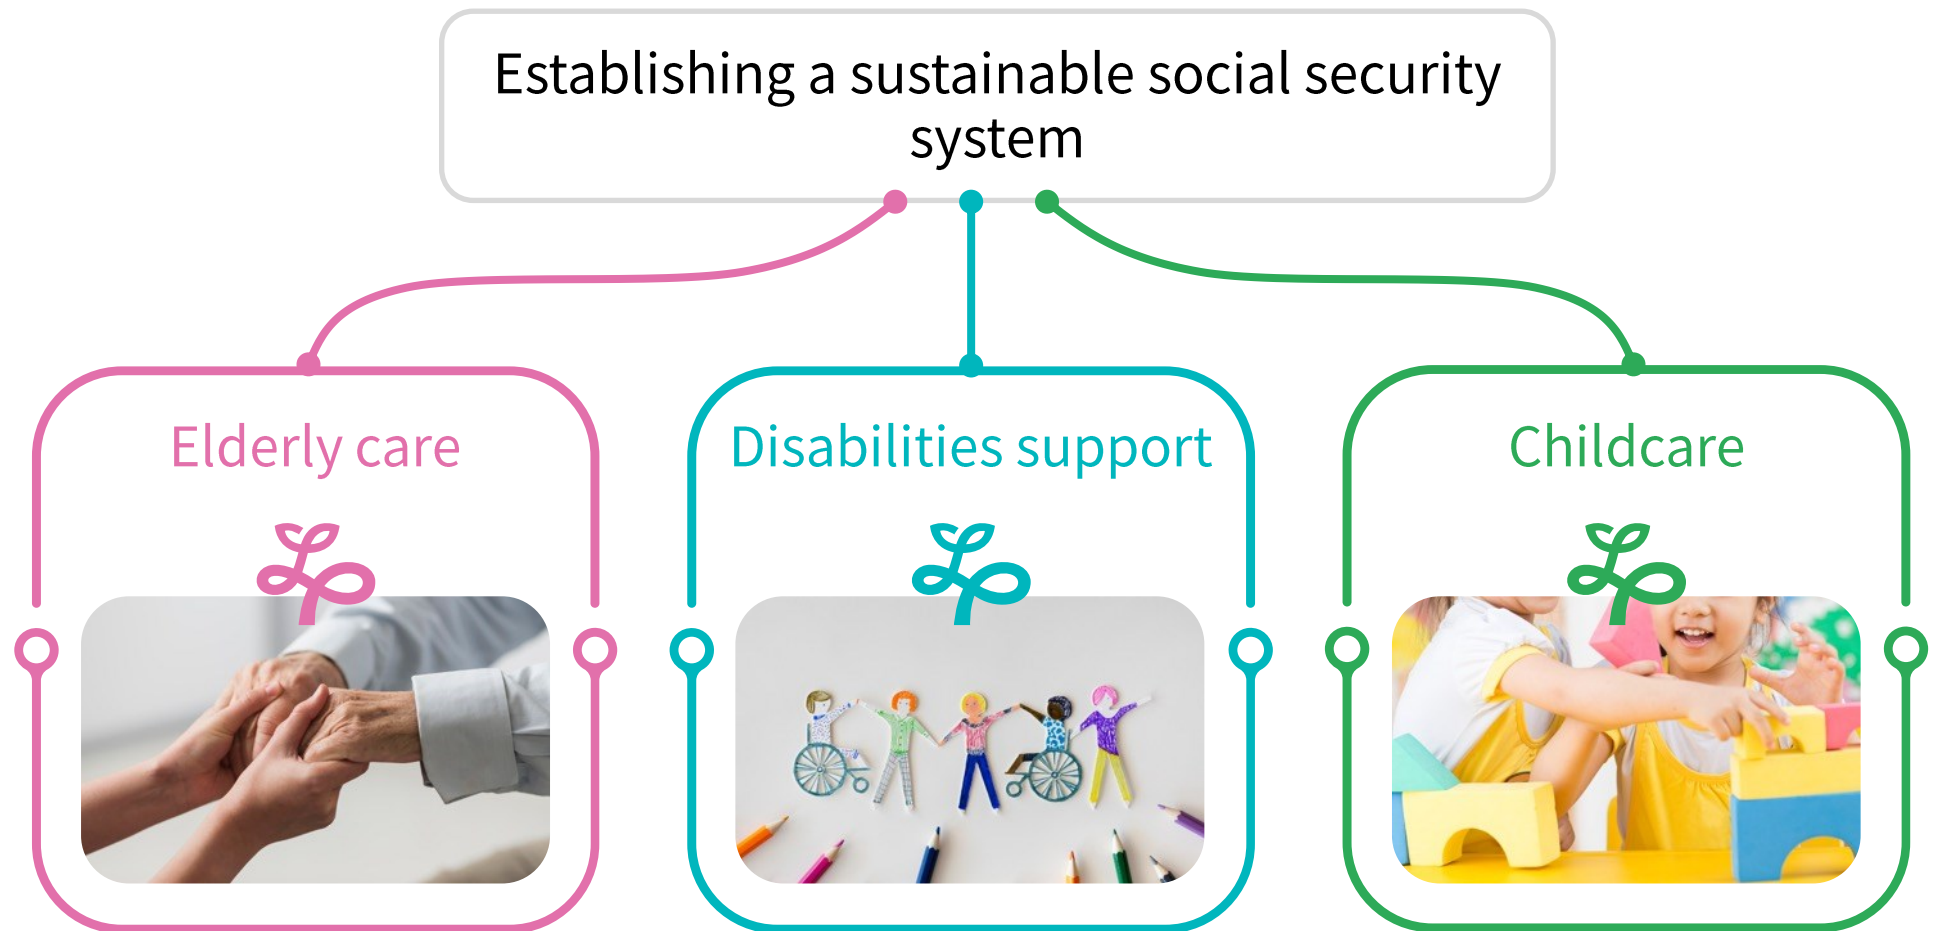 Establishing a sustainable social security
system
Elderly care
Disabilities support
Childcare